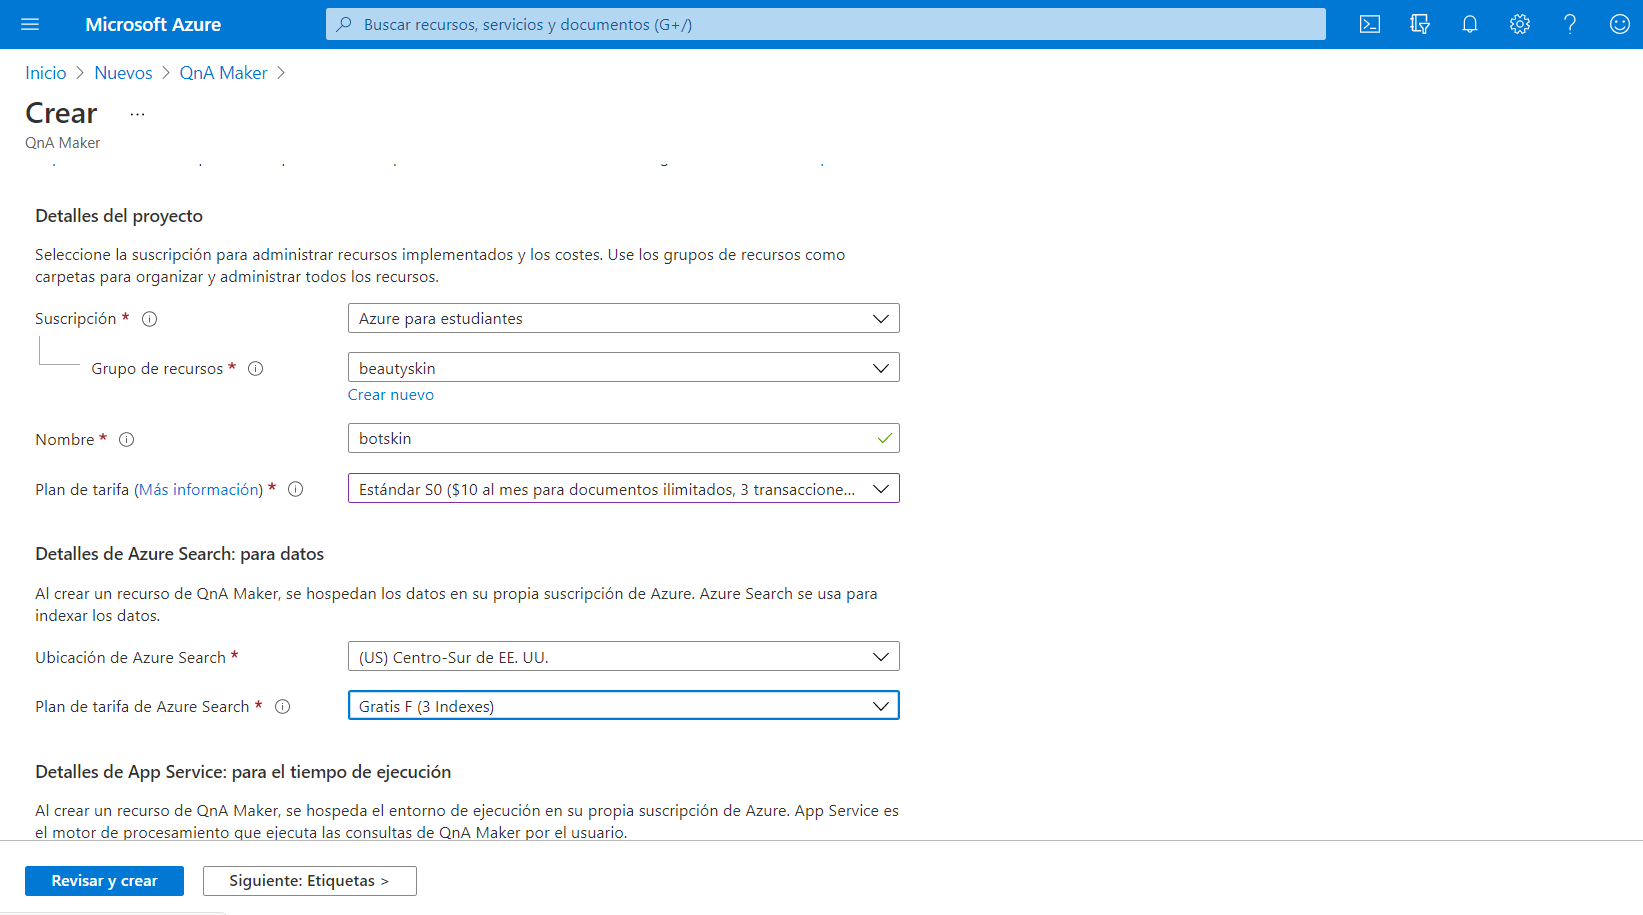 Microsoft Azure
Buscar recursos, servicios y documentos (G+/)
Inicio > Nuevos > QnA Maker >
Crear ...
QnA Maker
Detalles del proyecto
Seleccione la suscripción para administrar recursos implementados y los costes. Use los grupos de recursos como
carpetas para organizar y administrar todos los recursos.
Suscripción *
Azure para estudiantes
Grupo de recursos *
beautyskin
Crear nuevo
Nombre *
botskin
Plan de tarifa (Más información) *
Estándar S0 ($10 al mes para documentos ilimitados, 3 transaccione...
Detalles de Azure Search: para datos
Al crear un recurso de QnA Maker, se hospedan los datos en su propia suscripción de Azure. Azure Search se usa para
indexar los datos.
Ubicación de Azure Search *
(US) Centro-Sur de EE. UU.
Plan de tarifa de Azure Search *
Gratis F (3 Indexes)
Detalles de App Service: para el tiempo de ejecución
Al crear un recurso de QnA Maker, se hospeda el entorno de ejecución en su propia suscripción de Azure. App Service es
el motor de procesamiento que ejecuta las consultas de QnA Maker por el usuario.
Revisar y crear
Siguiente: Etiquetas >